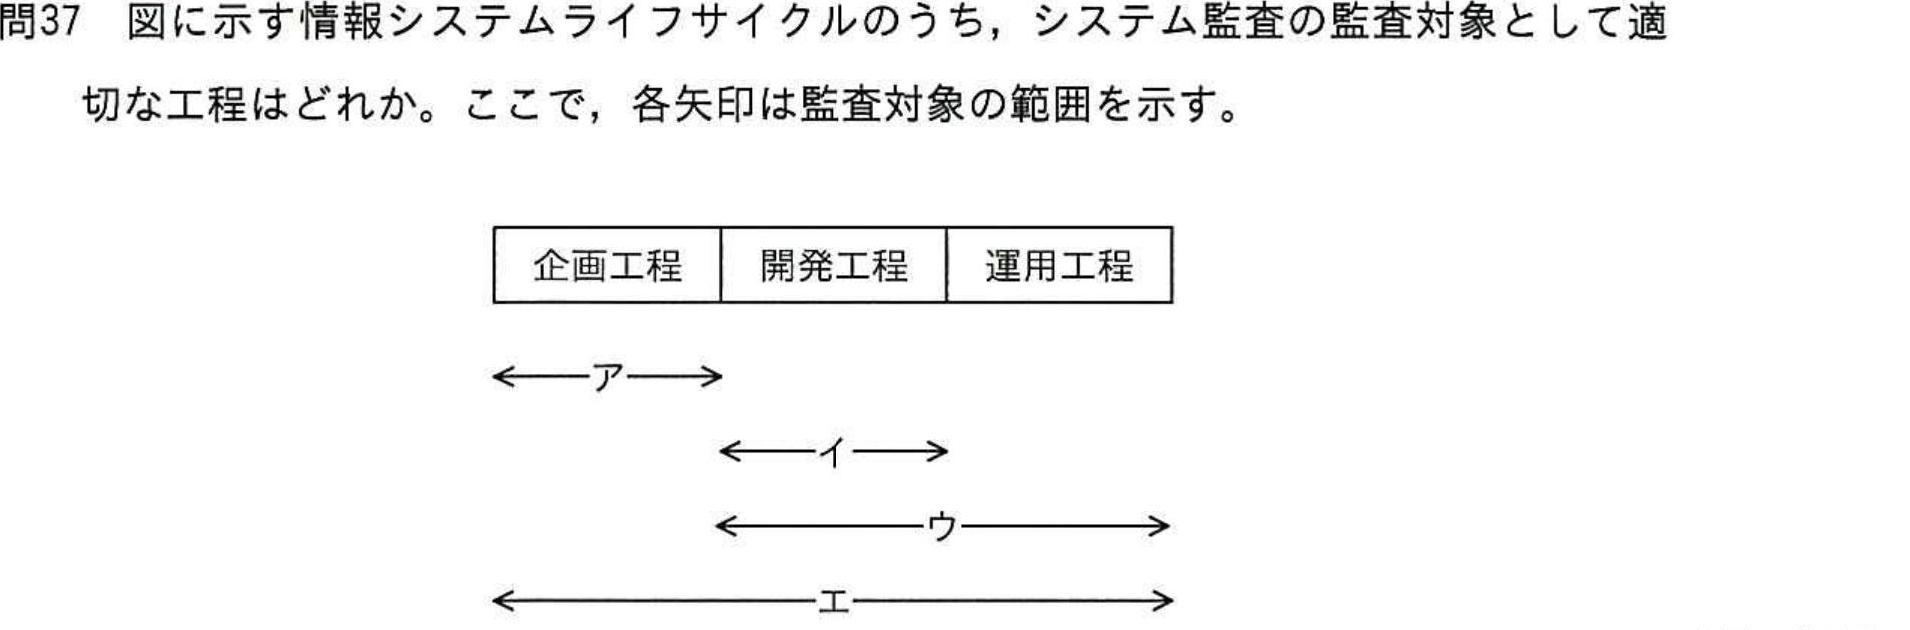 問37 図に示す情報システムライフサイクルのうち，システム監査の監査対象として適
切な工程はどれか。ここで，各矢印は監査対象の範囲を示す。
企画工程 開発工程 運用工程
ア
イ
ウ
エ